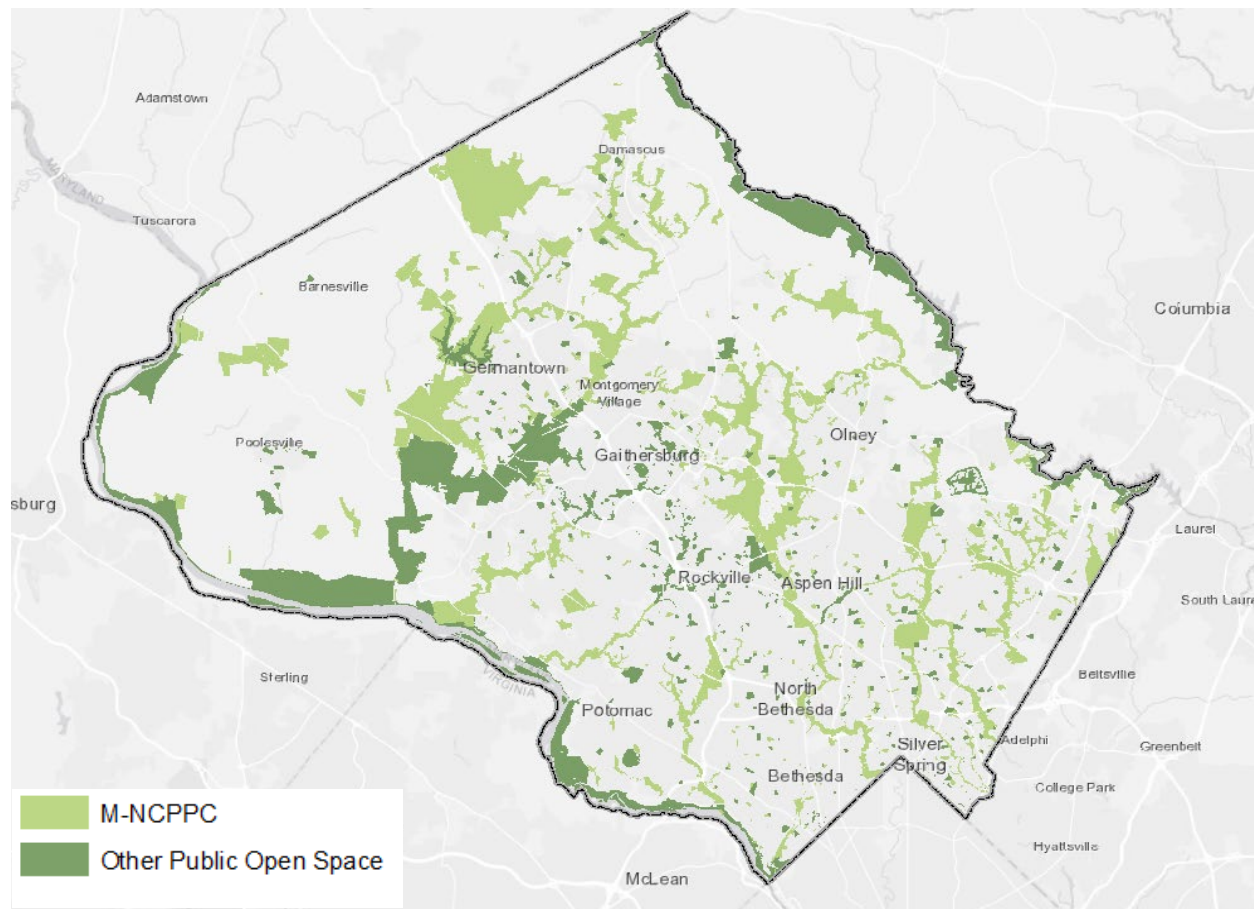 Adamstown
MARYLAND
Tuscarora
Damascus
Barnesville
Columbia
Germantown
Montgomery
Village
Olney
Poolesville
Gaithersburg
sburg
Laurel
Rockville
Aspen Hill
South Laure
Sterling
VIRGINIA
Beltsville
North
Bethesda
Potomac
Silver
Spring
Adelphi
Greenbelt
Bethesda
College Park
M-NCPPC
Hyattsville
Other Public Open Space
McLean